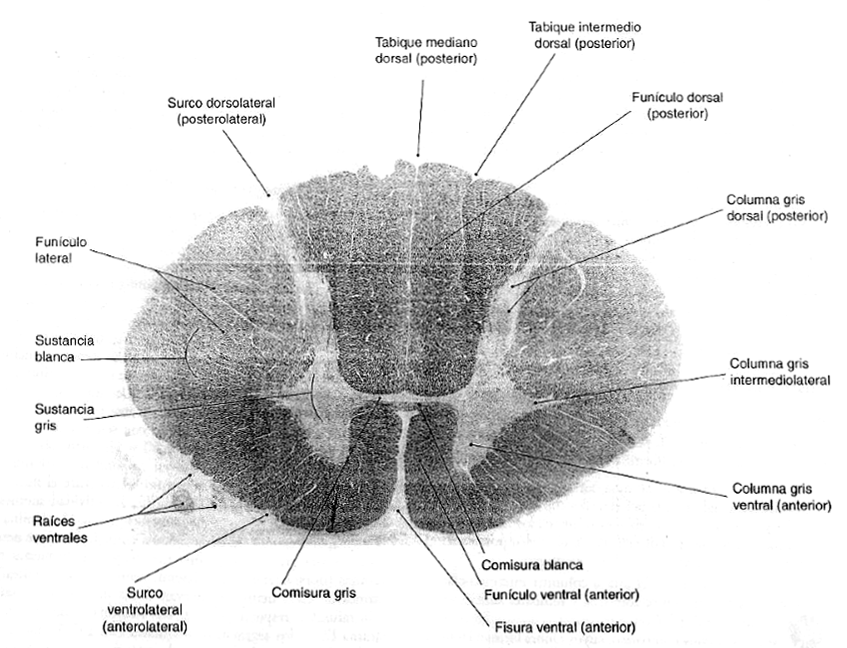 Tabique mediano
dorsal (posterior)
Tabique intermedio
dorsal (posterior)
Surco dorsolateral
(posterolateral)
Funículo dorsal
(posterior)
Columna gris
dorsal (posterior)
Funículo
lateral
Sustancia
blanca
Sustancia
gris
Columna gris
intermediolateral
Columna gris
ventral (anterior)
Raíces
ventrales
Surco
ventrolateral
(anterolateral)
Comisura gris
Comisura blanca
Funículo ventral (anterior)
Fisura ventral (anterior)